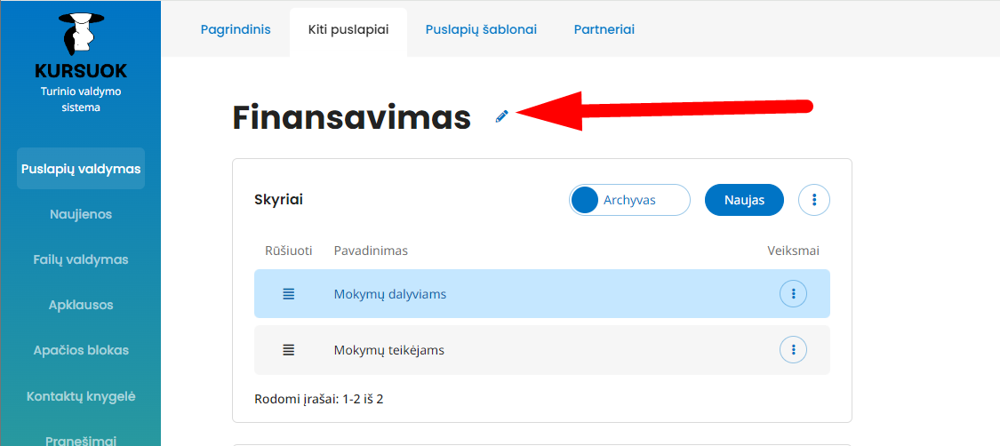 KURSUOK
Turinio valdymo
sistema
Puslapių valdymas
Naujienos
Failų valdymas
Apklausos
Apačios blokas
Kontaktų knygelė
Pranešimai
Pagrindinis
Kiti puslapiai
Puslapių šablonai
Partneriai
Finansavimas
Skyriai
Archyvas
Naujas
Rūšiuoti Pavadinimas Veiksmai
Mokymų dalyviams
Mokymų teikėjams
Rodomi įrašai: 1-2 iš 2